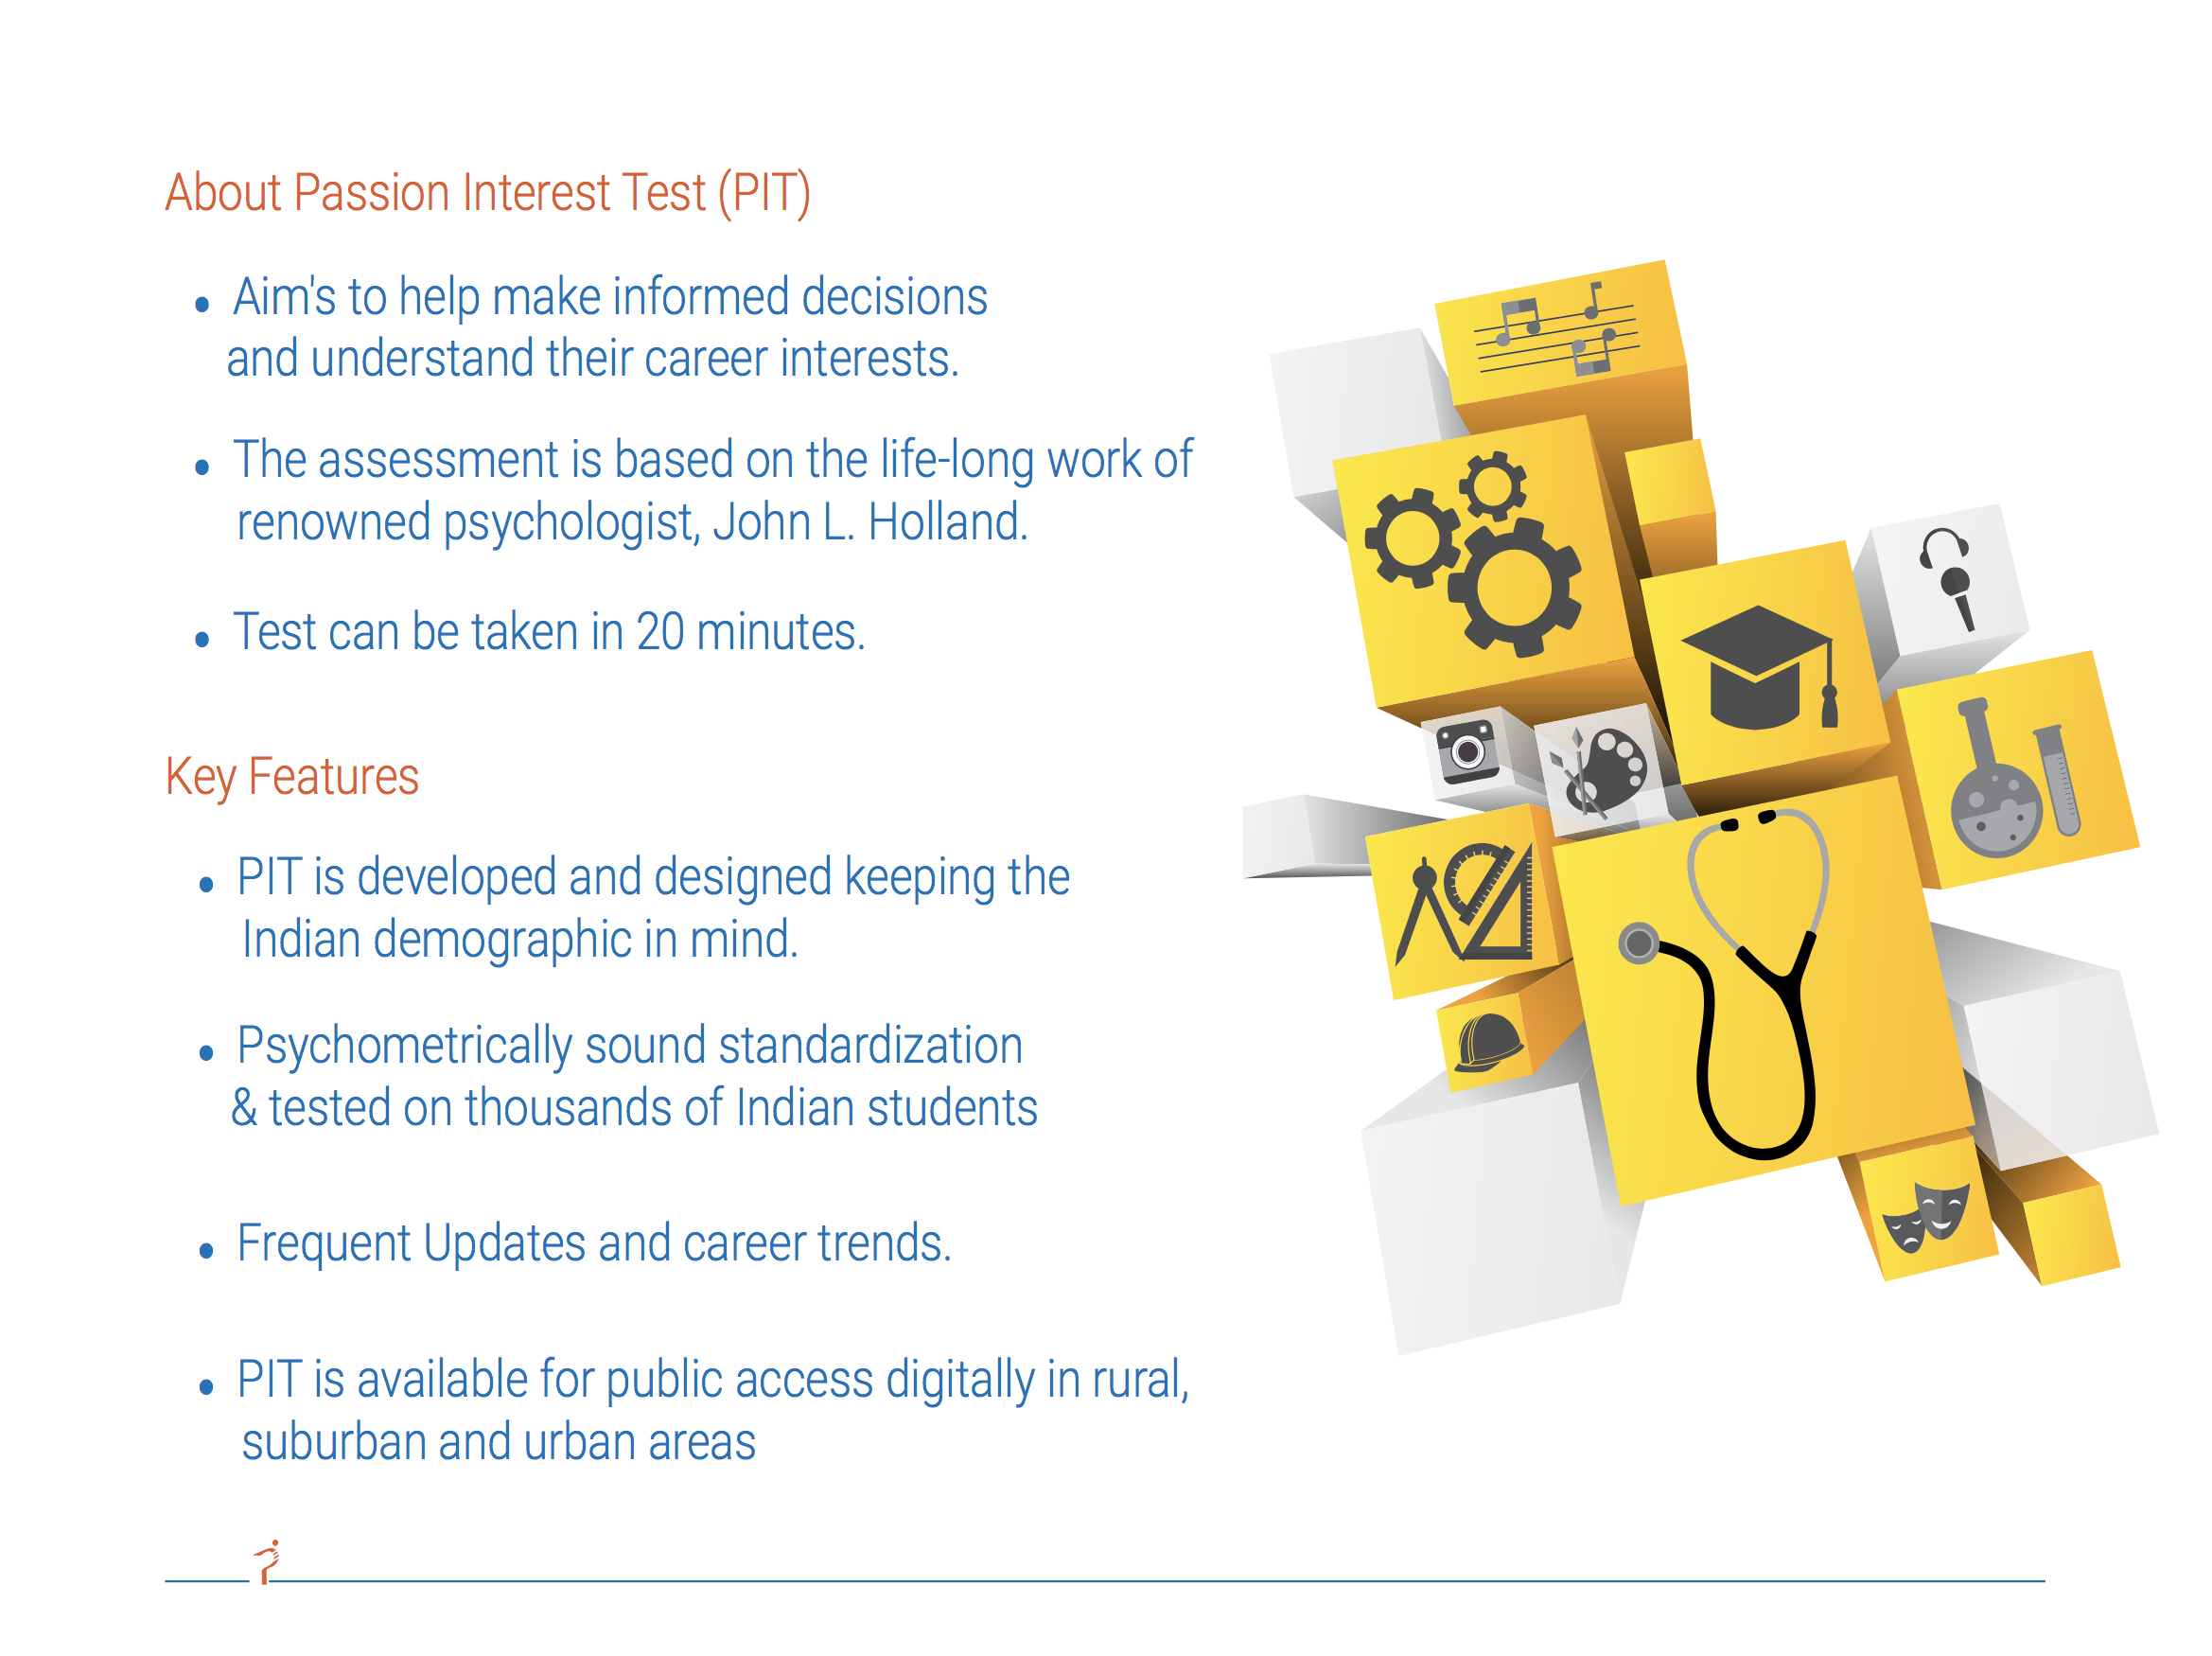 About Passion Interest Test (PIT)
• Aim's to help make informed decisions
and understand their career interests.
• The assessment is based on the life-long work of
renowned psychologist, John L. Holland.
• Test can be taken in 20 minutes.
Key Features
• PIT is developed and designed keeping the
Indian demographic in mind.
• Psychometrically sound standardization
& tested on thousands of Indian students
• Frequent Updates and career trends.
• PIT is available for public access digitally in rural,
suburban and urban areas